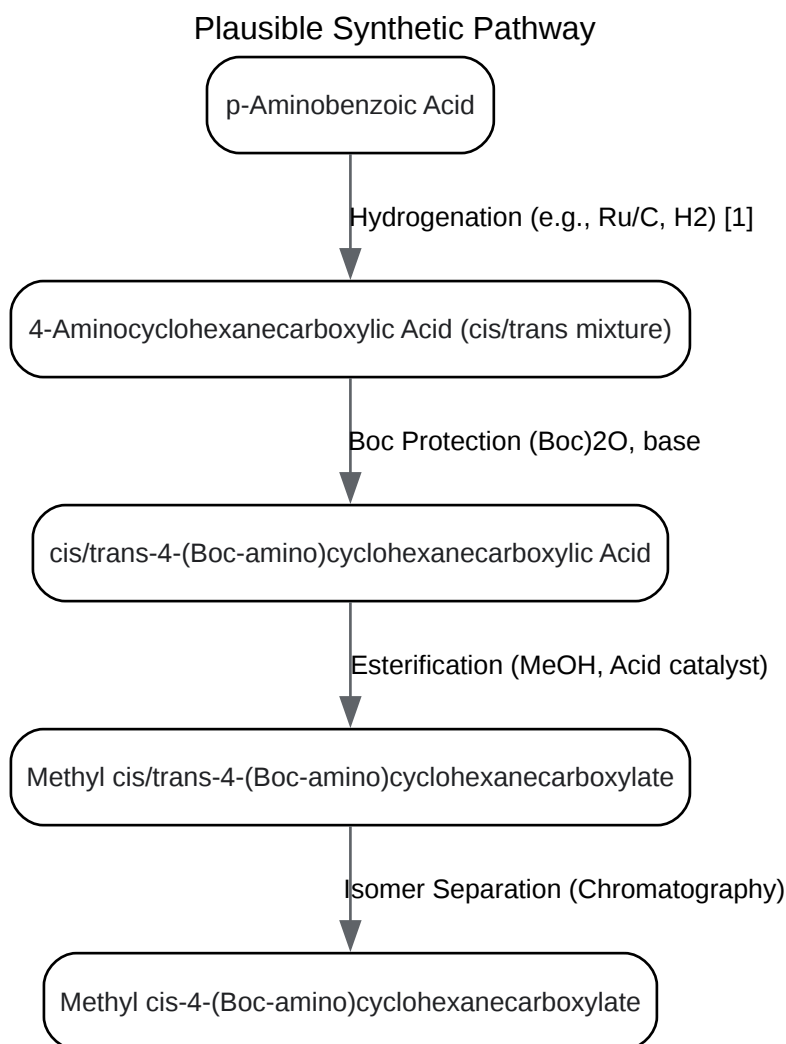 Plausible Synthetic Pathway
p-Aminobenzoic Acid
Hydrogenation (e.g., Ru/C, H2) [1]
4-Aminocyclohexanecarboxylic Acid (cis/trans mixture)
Boc Protection (Boc)2O, base
cis/trans-4-(Boc-amino)cyclohexanecarboxylic Acid
Esterification (MeOH, Acid catalyst)
Methyl cis/trans-4-(Boc-amino)cyclohexanecarboxylate
Isomer Separation (Chromatography)
Methyl cis-4-(Boc-amino)cyclohexanecarboxylate